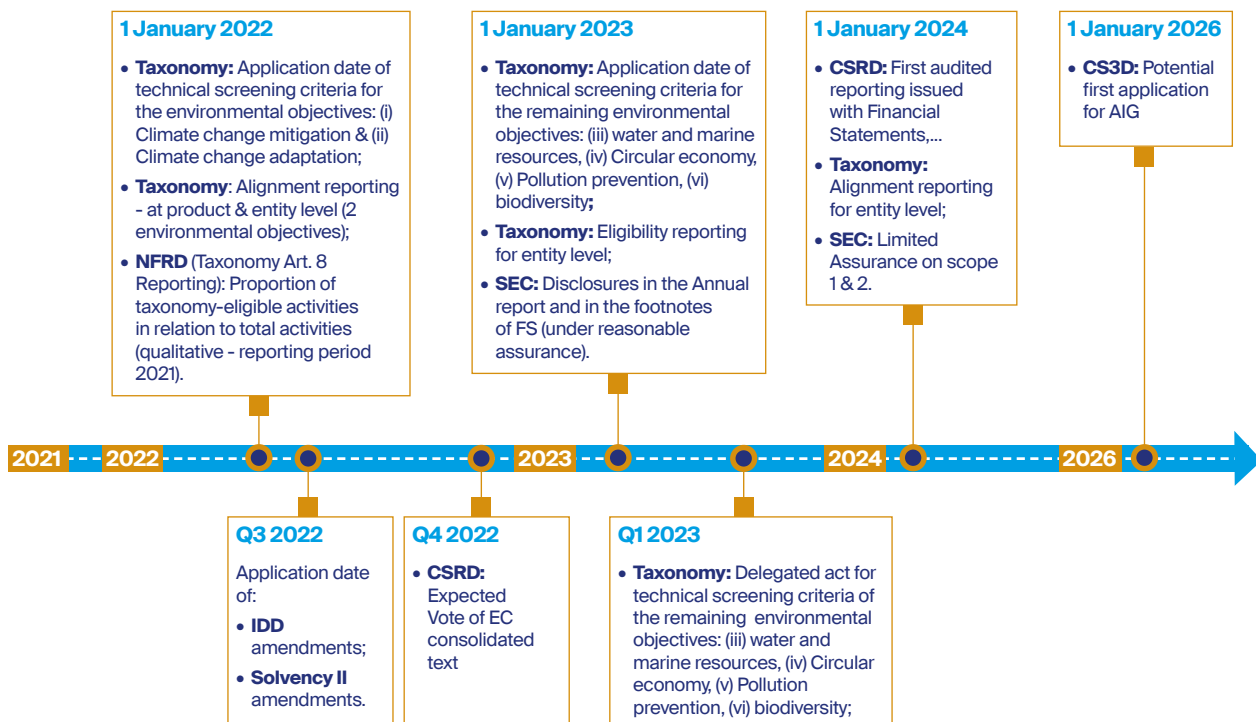 1 January 2022
• Taxonomy: Application date of
technical screening criteria for
the environmental objectives: (i)
Climate change mitigation & (ii)
Climate change adaptation;
• Taxonomy: Alignment reporting
- at product & entity level (2
environmental objectives);
• NFRD (Taxonomy Art. 8
Reporting): Proportion of
taxonomy-eligible activities
in relation to total activities
(qualitative - reporting period
2021).
1 January 2023
• Taxonomy: Application date of
technical screening criteria for
the remaining environmental
objectives: (iii) water and marine
resources, (iv) Circular economy,
(v) Pollution prevention, (vi)
biodiversity;
• Taxonomy: Eligibility reporting
for entity level;
• SEC: Disclosures in the Annual
report and in the footnotes
of FS (under reasonable
assurance).
1 January 2024
• CSRD: First audited
reporting issued
with Financial
Statements,...
• Taxonomy:
Alignment reporting
for entity level;
• SEC: Limited
Assurance on scope
1 & 2.
1 January 2026
• CS3D: Potential
first application
for AIG
2021
2022
2023
2024
2026
Q3 2022
Application date
of:
• IDD
amendments;
• Solvency II
amendments.
Q4 2022
• CSRD:
Expected
Vote of EC
consolidated
text
Q1 2023
• Taxonomy: Delegated act for
technical screening criteria of
the remaining environmental
objectives: (iii) water and
marine resources, (iv) Circular
economy, (v) Pollution
prevention, (vi) biodiversity;